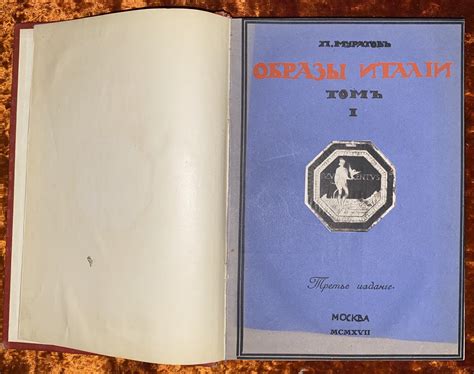 П. МУРАТОВЪ
ОБРАЗЫ ИТАЛІИ
ТОМЪ
I
Третье изданіе.
МОСКВА
MCMXVII